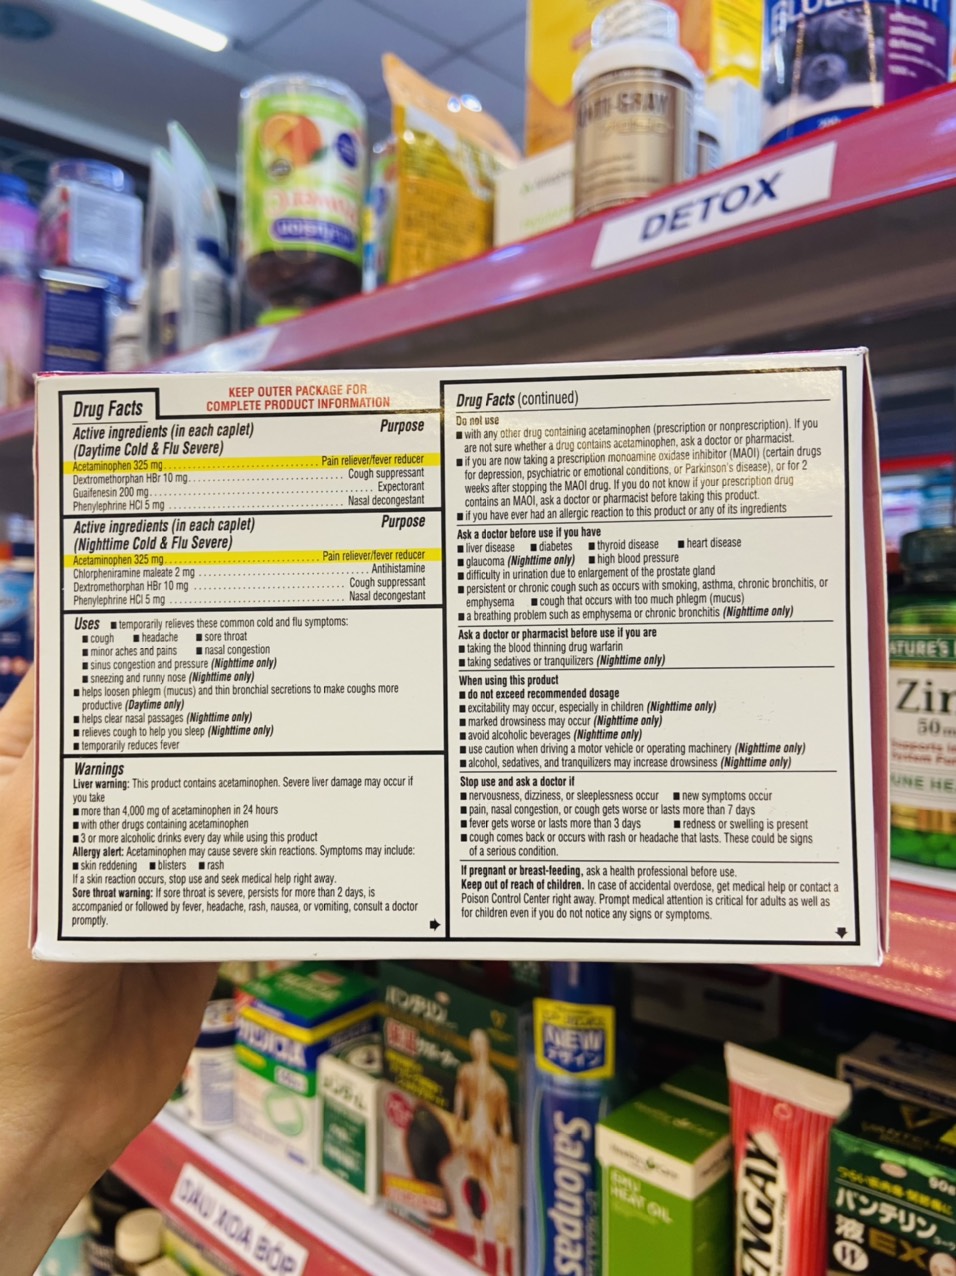 BLUEBERRY
ANTI-GRAY
DETOX
KEEP OUTER PACKAGE FOR
COMPLETE PRODUCT INFORMATION
Drug Facts
Active ingredients (in each caplet) Purpose
(Daytime Cold & Flu Severe)
Acetaminophen 325 mg Pain reliever/fever reducer
Dextromethorphan HBr 10 mg Cough suppressant
Guaifenesin 200 mg Expectorant
Phenylephrine HCl 5 mg Nasal decongestant
Active ingredients (in each caplet) Purpose
(Nighttime Cold & Flu Severe)
Acetaminophen 325 mg Pain reliever/fever reducer
Chlorpheniramine maleate 2 mg Antihistamine
Dextromethorphan HBr 10 mg Cough suppressant
Phenylephrine HCl 5 mg Nasal decongestant
Uses ■ temporarily relieves these common cold and flu symptoms:
■ cough ■ headache ■ sore throat
■ minor aches and pains ■ nasal congestion
■ sinus congestion and pressure (Nighttime only)
■ sneezing and runny nose (Nighttime only)
■ helps loosen phlegm (mucus) and thin bronchial secretions to make coughs more
productive (Daytime only)
■ helps clear nasal passages (Nighttime only)
■ relieves cough to help you sleep (Nighttime only)
■ temporarily reduces fever
Warnings
Liver warning: This product contains acetaminophen. Severe liver damage may occur if
you take
■ more than 4,000 mg of acetaminophen in 24 hours
■ with other drugs containing acetaminophen
■ 3 or more alcoholic drinks every day while using this product
Allergy alert: Acetaminophen may cause severe skin reactions. Symptoms may include:
■ skin reddening ■ blisters ■ rash
If a skin reaction occurs, stop use and seek medical help right away.
Sore throat warning: If sore throat is severe, persists for more than 2 days, is
accompanied or followed by fever, headache, rash, nausea, or vomiting, consult a doctor
promptly.
Drug Facts (continued)
Do not use
■ with any other drug containing acetaminophen (prescription or nonprescription). If you
are not sure whether a drug contains acetaminophen, ask a doctor or pharmacist.
■ if you are now taking a prescription monoamine oxidase inhibitor (MAOI) (certain drugs
for depression, psychiatric or emotional conditions, or Parkinson's disease), or for 2
weeks after stopping the MAOI drug. If you do not know if your prescription drug
contains an MAOI, ask a doctor or pharmacist before taking this product.
■ if you have ever had an allergic reaction to this product or any of its ingredients
Ask a doctor before use if you have
■ liver disease ■ diabetes ■ thyroid disease ■ heart disease
■ glaucoma (Nighttime only) ■ high blood pressure
■ difficulty in urination due to enlargement of the prostate gland
■ persistent or chronic cough such as occurs with smoking, asthma, chronic bronchitis, or
emphysema ■ cough that occurs with too much phlegm (mucus)
■ a breathing problem such as emphysema or chronic bronchitis (Nighttime only)
Ask a doctor or pharmacist before use if you are
■ taking the blood thinning drug warfarin
■ taking sedatives or tranquilizers (Nighttime only)
When using this product
■ do not exceed recommended dosage
■ excitability may occur, especially in children (Nighttime only)
■ marked drowsiness may occur (Nighttime only)
■ avoid alcoholic beverages (Nighttime only)
■ use caution when driving a motor vehicle or operating machinery (Nighttime only)
■ alcohol, sedatives, and tranquilizers may increase drowsiness (Nighttime only)
Stop use and ask a doctor if
■ nervousness, dizziness, or sleeplessness occur ■ new symptoms occur
■ pain, nasal congestion, or cough gets worse or lasts more than 7 days
■ fever gets worse or lasts more than 3 days ■ redness or swelling is present
■ cough comes back or occurs with rash or headache that lasts. These could be signs
of a serious condition.
If pregnant or breast-feeding, ask a health professional before use.
Keep out of reach of children. In case of accidental overdose, get medical help or contact a
Poison Control Center right away. Prompt medical attention is critical for adults as well as
for children even if you do not notice any signs or symptoms.
Zin
50 m
NEW
Salonpas
HEAT OIL
ENGAY
バンテリン
液
W
EX
DẦU XOA BÓP